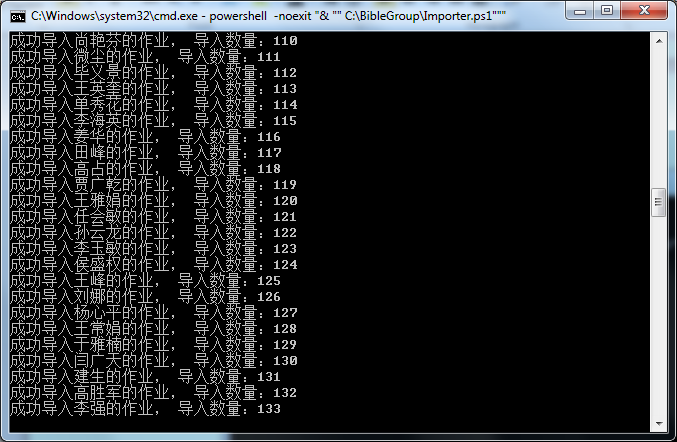 C:\Windows\system32\cmd.exe - powershell -noexit "& "" C:\BibleGroup\Importer.ps1"""
成功导入尚艳芬的作业， 导入数量：110
成功导入微尘的作业， 导入数量：111
成功导入毕义景的作业， 导入数量：112
成功导入王英奎的作业， 导入数量：113
成功导入单秀花的作业， 导入数量：114
成功导入李海英的作业， 导入数量：115
成功导入姜华的作业， 导入数量：116
成功导入田峰的作业， 导入数量：117
成功导入高占的作业， 导入数量：118
成功导入贾广乾的作业， 导入数量：119
成功导入王雅娟的作业， 导入数量：120
成功导入任会敏的作业， 导入数量：121
成功导入孙云龙的作业， 导入数量：122
成功导入李玉敏的作业， 导入数量：123
成功导入侯盛权的作业， 导入数量：124
成功导入王峰的作业， 导入数量：125
成功导入刘娜的作业， 导入数量：126
成功导入杨心平的作业， 导入数量：127
成功导入王常娟的作业， 导入数量：128
成功导入于雅楠的作业， 导入数量：129
成功导入闫广天的作业， 导入数量：130
成功导入建生的作业， 导入数量：131
成功导入高胜军的作业， 导入数量：132
成功导入李强的作业， 导入数量：133